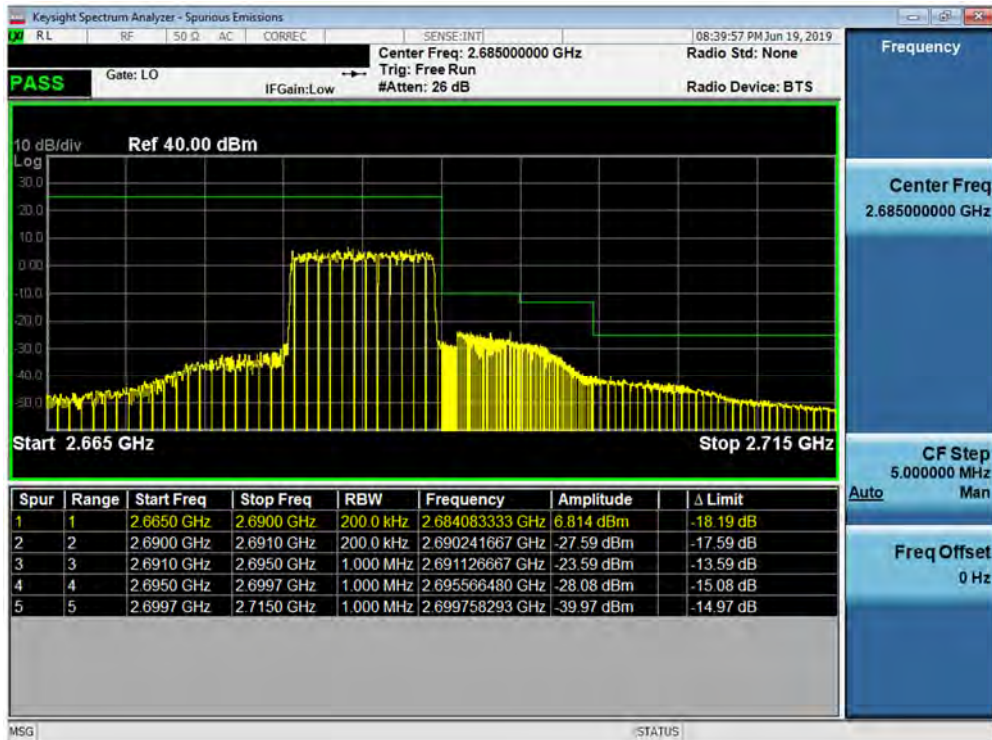 Keysight Spectrum Analyzer - Spurious Emissions
RL RF 50 Ω AC CORREC SENSE:INT 08:39:57 PM Jun 19, 2019
Center Freq: 2.685000000 GHz Radio Std: None
Trig: Free Run
PASS Gate: LO IFGain:Low #Atten: 26 dB Radio Device: BTS
10 dB/div Ref 40.00 dBm
Log
30.0
20.0
10.0
0.00
-10.0
-20.0
-30.0
-40.0
-50.0
Start 2.665 GHz Stop 2.715 GHz
Spur Range Start Freq Stop Freq RBW Frequency Amplitude Δ Limit
1 1 2.6650 GHz 2.6900 GHz 200.0 kHz 2.684083333 GHz 6.814 dBm -18.19 dB
2 2 2.6900 GHz 2.6910 GHz 200.0 kHz 2.690241667 GHz -27.59 dBm -17.59 dB
3 3 2.6910 GHz 2.6950 GHz 1.000 MHz 2.691126667 GHz -23.59 dBm -13.59 dB
4 4 2.6950 GHz 2.6997 GHz 1.000 MHz 2.695566480 GHz -28.08 dBm -15.08 dB
5 5 2.6997 GHz 2.7150 GHz 1.000 MHz 2.699758293 GHz -39.97 dBm -14.97 dB
MSG STATUS
Frequency
Center Freq
2.685000000 GHz
CF Step
5.000000 MHz
Auto Man
Freq Offset
0 Hz